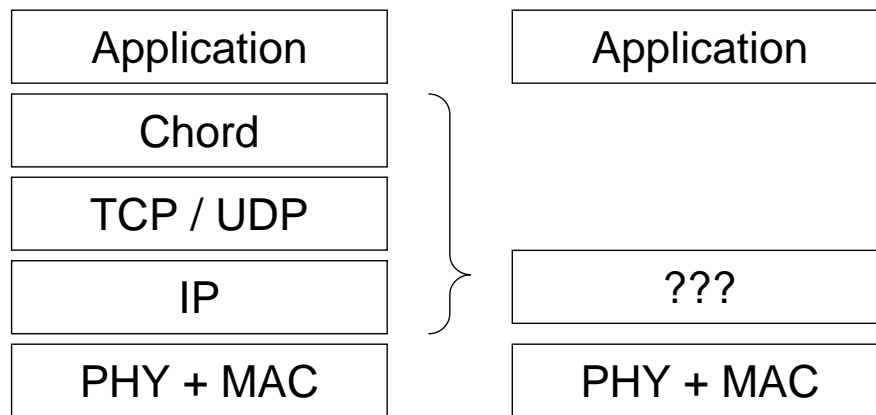 Application
Chord
TCP / UDP
IP
PHY + MAC
Application
???
PHY + MAC